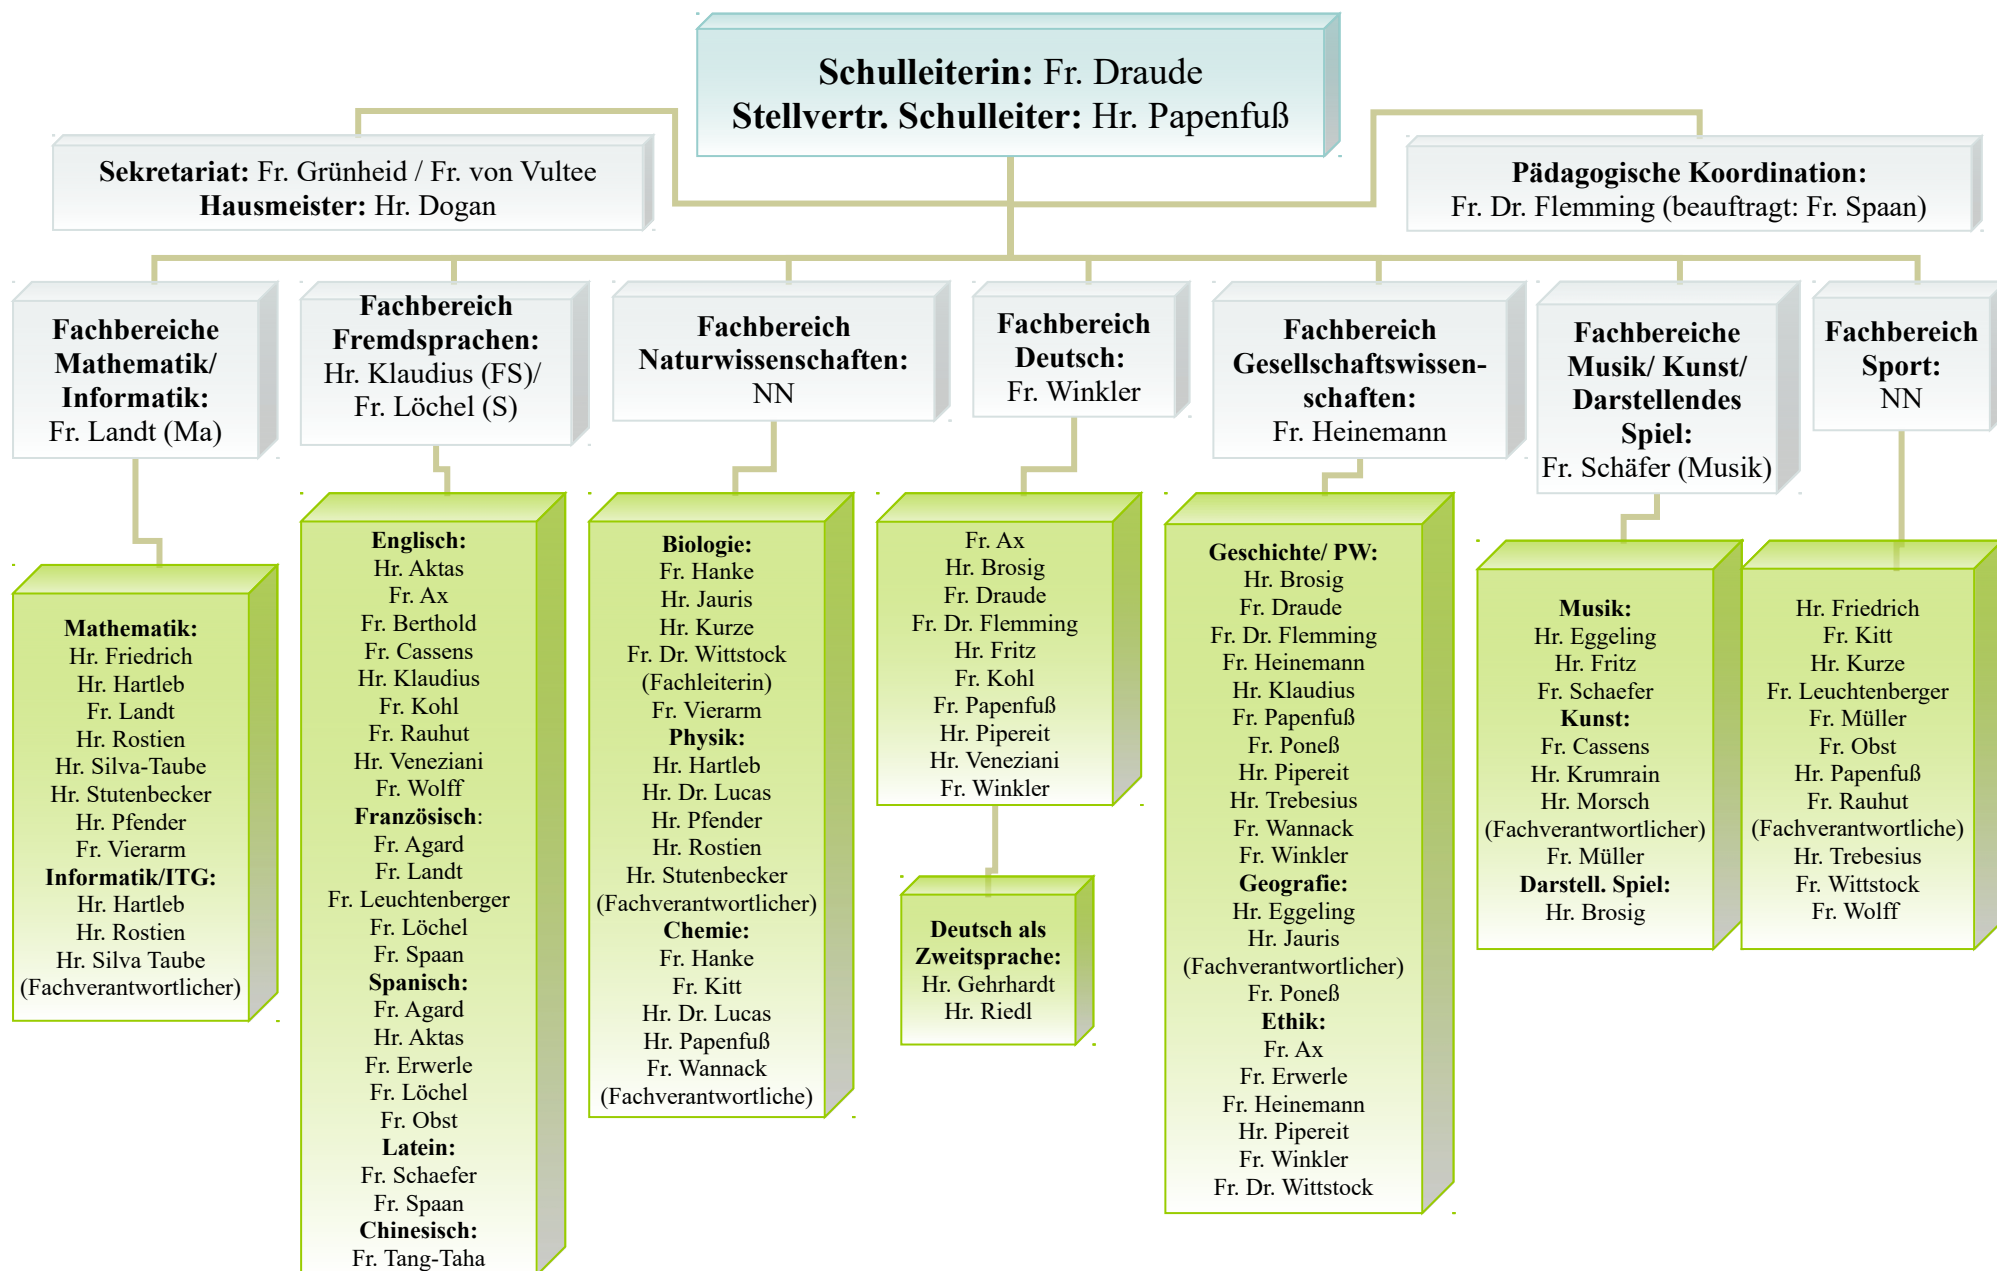 Schulleiterin: Fr. Draude
Stellvertr. Schulleiter: Hr. Papenfuß
Sekretariat: Fr. Grünheid / Fr. von Vultee
Hausmeister: Hr. Dogan
Pädagogische Koordination:
Fr. Dr. Flemming (beauftragt: Fr. Spaan)
Fachbereiche
Mathematik/
Informatik:
Fr. Landt (Ma)
Fachbereich
Fremdsprachen:
Hr. Klaudius (FS)/
Fr. Löchel (S)
Fachbereich
Naturwissenschaften:
NN
Fachbereich
Deutsch:
Fr. Winkler
Fachbereich
Gesellschaftswissen-
schaften:
Fr. Heinemann
Fachbereiche
Musik/ Kunst/
Darstellendes
Spiel:
Fr. Schäfer (Musik)
Fachbereich
Sport:
NN
Mathematik:
Hr. Friedrich
Hr. Hartleb
Fr. Landt
Hr. Rostien
Hr. Silva-Taube
Hr. Stutenbecker
Hr. Pfender
Fr. Vierarm
Informatik/ITG:
Hr. Hartleb
Hr. Rostien
Hr. Silva Taube
(Fachverantwortlicher)
Englisch:
Hr. Aktas
Fr. Ax
Fr. Berthold
Fr. Cassens
Hr. Klaudius
Fr. Kohl
Fr. Rauhut
Hr. Veneziani
Fr. Wolff
Französisch:
Fr. Agard
Fr. Landt
Fr. Leuchtenberger
Fr. Löchel
Fr. Spaan
Spanisch:
Fr. Agard
Hr. Aktas
Fr. Erwerle
Fr. Löchel
Fr. Obst
Latein:
Fr. Schaefer
Fr. Spaan
Chinesisch:
Fr. Tang-Taha
Biologie:
Fr. Hanke
Hr. Jauris
Hr. Kurze
Fr. Dr. Wittstock
(Fachleiterin)
Fr. Vierarm
Physik:
Hr. Hartleb
Hr. Dr. Lucas
Hr. Pfender
Hr. Rostien
Hr. Stutenbecker
(Fachverantwortlicher)
Chemie:
Fr. Hanke
Fr. Kitt
Hr. Dr. Lucas
Hr. Papenfuß
Fr. Wannack
(Fachverantwortliche)
Fr. Ax
Hr. Brosig
Fr. Draude
Fr. Dr. Flemming
Hr. Fritz
Fr. Kohl
Fr. Papenfuß
Hr. Pipereit
Hr. Veneziani
Fr. Winkler
Deutsch als
Zweitsprache:
Hr. Gehrhardt
Hr. Riedl
Geschichte/ PW:
Hr. Brosig
Fr. Draude
Fr. Dr. Flemming
Fr. Heinemann
Hr. Klaudius
Fr. Papenfuß
Fr. Poneß
Hr. Pipereit
Hr. Trebesius
Fr. Wannack
Fr. Winkler
Geografie:
Hr. Eggeling
Hr. Jauris
(Fachverantwortlicher)
Fr. Poneß
Ethik:
Fr. Ax
Fr. Erwerle
Fr. Heinemann
Hr. Pipereit
Fr. Winkler
Fr. Dr. Wittstock
Musik:
Hr. Eggeling
Hr. Fritz
Fr. Schaefer
Kunst:
Fr. Cassens
Hr. Krumrain
Hr. Morsch
(Fachverantwortlicher)
Fr. Müller
Darstell. Spiel:
Hr. Brosig
Hr. Friedrich
Fr. Kitt
Hr. Kurze
Fr. Leuchtenberger
Fr. Müller
Fr. Obst
Hr. Papenfuß
Fr. Rauhut
(Fachverantwortliche)
Hr. Trebesius
Fr. Wittstock
Fr. Wolff